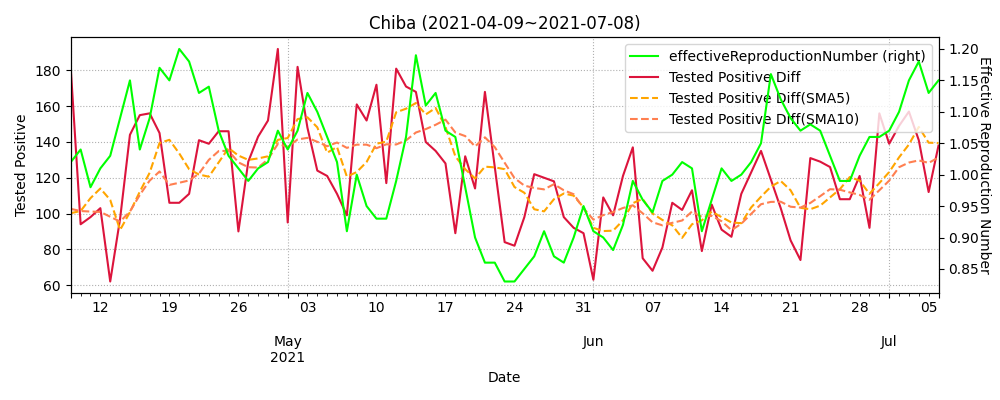 Chiba (2021-04-09~2021-07-08)
effectiveReproductionNumber (right)
Tested Positive Diff
Tested Positive Diff(SMA5)
Tested Positive Diff(SMA10)
Tested Positive
180
160
140
120
100
80
60
1.20
1.15
1.10
1.05
1.00
0.95
0.90
0.85
Effective Reproduction Number
12 19 26 03 10 17 24 31 07 14 21 28 05
May Jun Jul
2021
Date